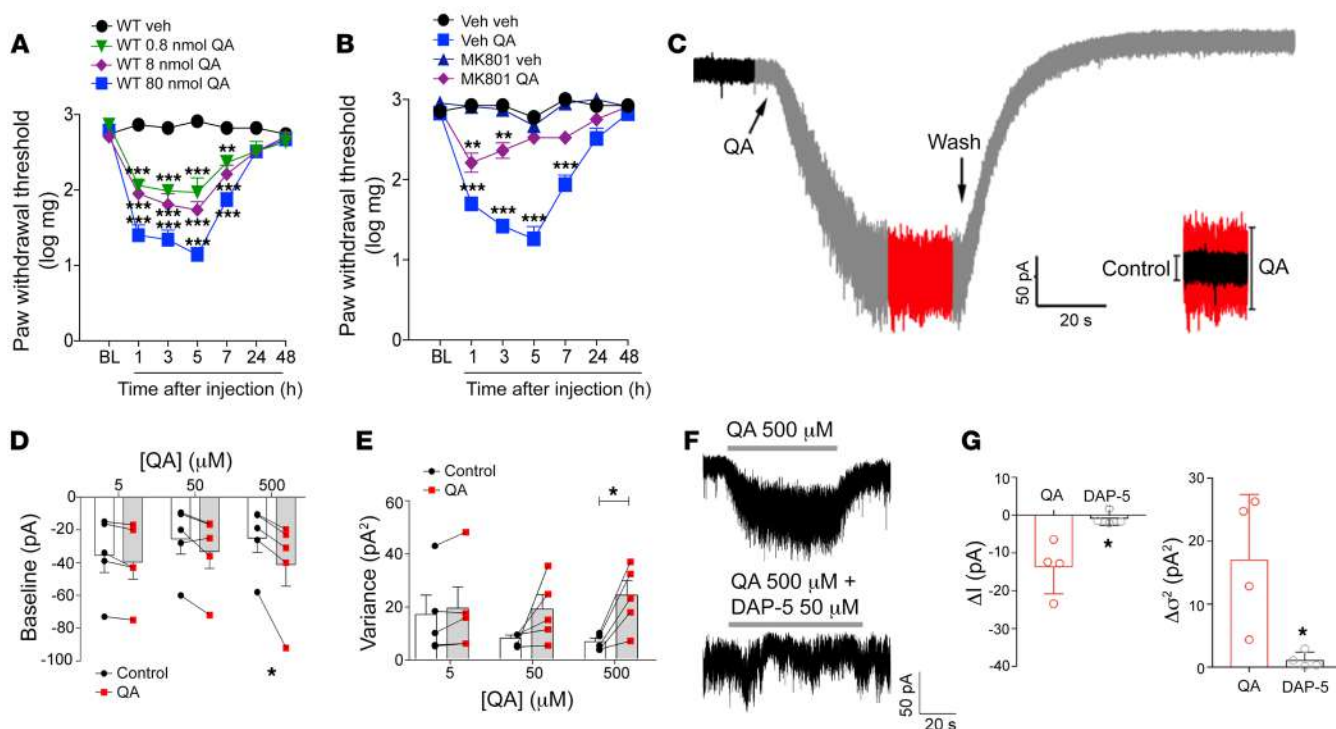 A
WT veh
WT 0.8 nmol QA
WT 8 nmol QA
WT 80 nmol QA
Paw withdrawal threshold
(log mg)
3
2
1
0
***
***
***
**
***
***
***
***
***
***
***
***
BL
1
3
5
7
24
48
Time after injection (h)
B
Veh veh
Veh QA
MK801 veh
MK801 QA
Paw withdrawal threshold
(log mg)
3
2
1
0
**
**
***
***
***
***
BL
1
3
5
7
24
48
Time after injection (h)
C
QA
Wash
50 pA
20 s
Control
QA
D
[QA] (μM)
5
50
500
Baseline (pA)
0
-20
-40
-60
-80
-100
Control
QA
*
E
Control
QA
*
Variance (pA²)
60
40
20
0
5
50
500
[QA] (μM)
F
QA 500 μM
QA 500 μM +
DAP-5 50 μM
50 pA
20 s
G
QA
DAP-5
ΔI (pA)
10
0
-10
-20
-30
-40
*
Δσ² (pA²)
30
20
10
0
*
QA
DAP-5